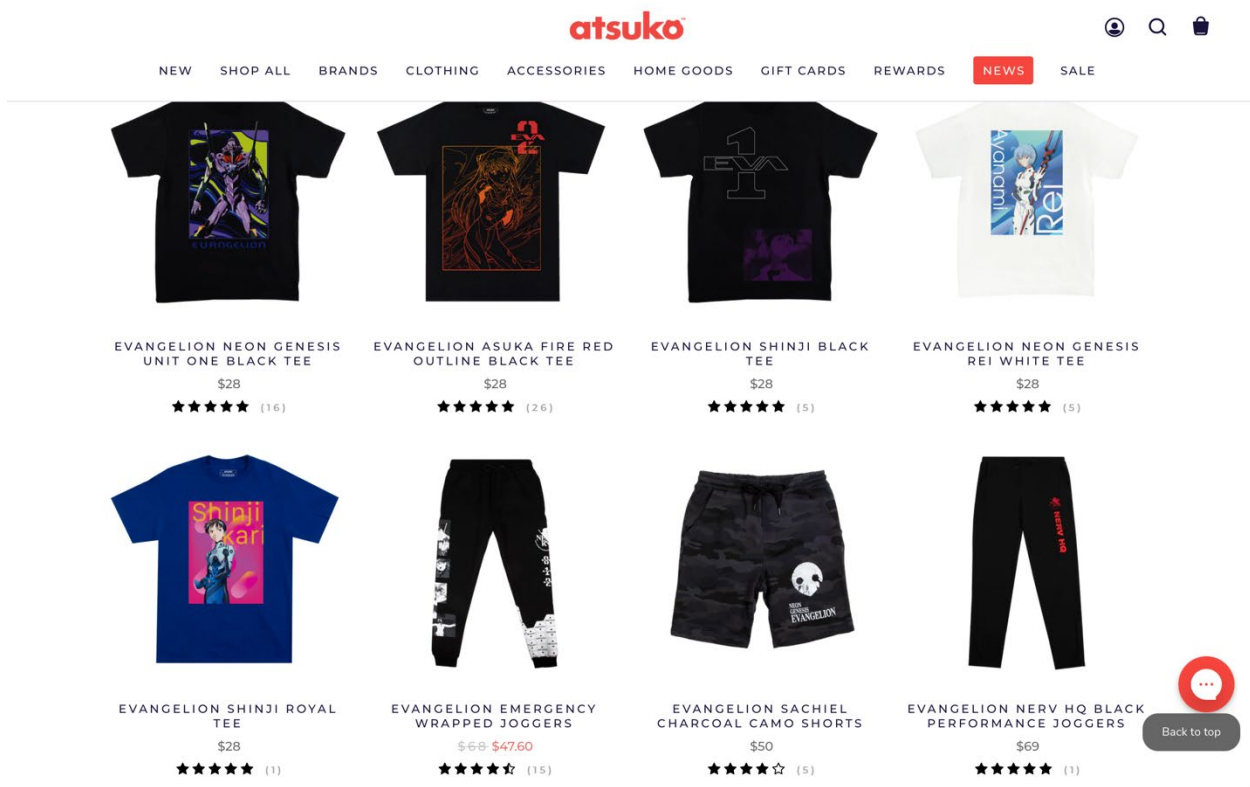 atsuko
NEW SHOP ALL BRANDS CLOTHING ACCESSORIES HOME GOODS GIFT CARDS REWARDS NEWS SALE
EVANGELION
EVA
EVA
Ayanami
Rei
EVANGELION NEON GENESIS
UNIT ONE BLACK TEE
$28
(16)
EVANGELION ASUKA FIRE RED
OUTLINE BLACK TEE
$28
(26)
EVANGELION SHINJI BLACK
TEE
$28
(5)
EVANGELION NEON GENESIS
REI WHITE TEE
$28
(5)
Shinji
kari
NEON
GENESIS
EVANGELION
NERV HQ
EVANGELION SHINJI ROYAL
TEE
$28
(1)
EVANGELION EMERGENCY
WRAPPED JOGGERS
$68 $47.60
(15)
EVANGELION SACHIEL
CHARCOAL CAMO SHORTS
$50
(5)
EVANGELION NERV HQ BLACK
PERFORMANCE JOGGERS
$69
(1)
Back to top